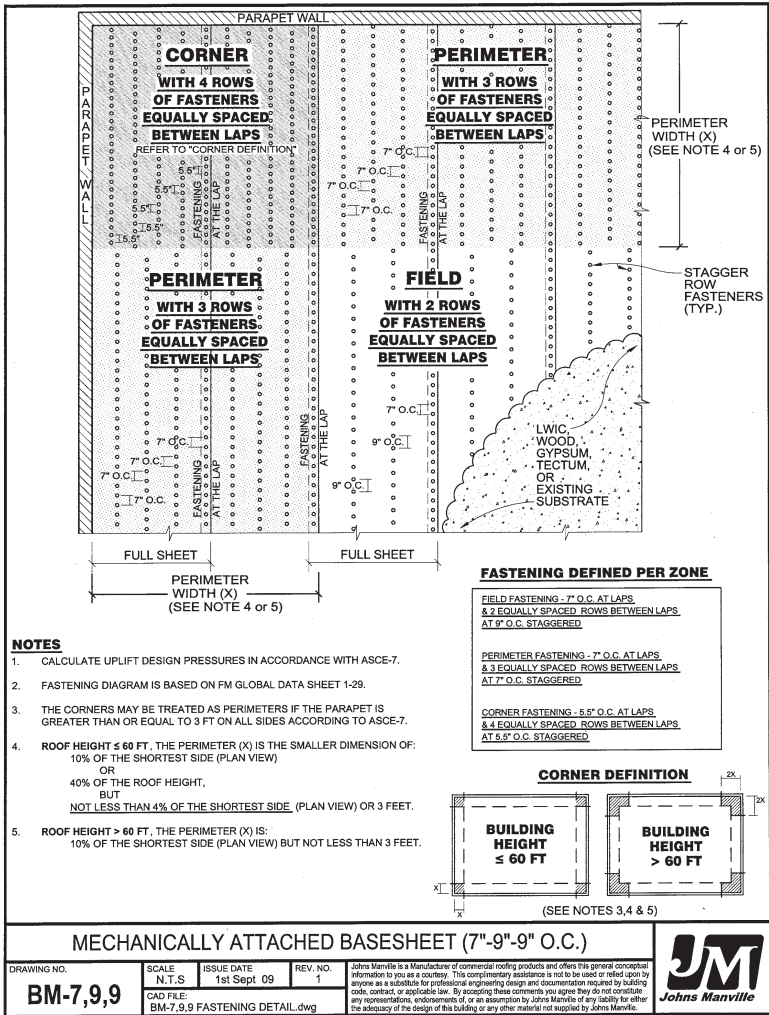 PARAPET WALL
PARAPET WALL
CORNER
WITH 4 ROWS
OF FASTENERS
EQUALLY SPACED
BETWEEN LAPS
REFER TO "CORNER DEFINITION"
5.5"
5.5"
5.5"
5.5"
5.5"
FASTENING
AT THE LAP
PERIMETER
WITH 3 ROWS
OF FASTENERS
EQUALLY SPACED
BETWEEN LAPS
7" O.C.
7" O.C.
7" O.C.
7" O.C.
FASTENING
AT THE LAP
PERIMETER
WIDTH (X)
(SEE NOTE 4 or 5)
STAGGER
ROW
FASTENERS
(TYP.)
PERIMETER
WITH 3 ROWS
OF FASTENERS
EQUALLY SPACED
BETWEEN LAPS
7" O.C.
7" O.C.
7" O.C.
7" O.C.
FASTENING
AT THE LAP
FASTENING
AT THE LAP
FIELD
WITH 2 ROWS
OF FASTENERS
EQUALLY SPACED
BETWEEN LAPS
7" O.C.
9" O.C.
9" O.C.
LWIC,
WOOD,
GYPSUM,
TECTUM,
OR
EXISTING
SUBSTRATE
FULL SHEET
FULL SHEET
PERIMETER
WIDTH (X)
(SEE NOTE 4 or 5)
FASTENING DEFINED PER ZONE
FIELD FASTENING - 7" O.C. AT LAPS
& 2 EQUALLY SPACED ROWS BETWEEN LAPS
AT 9" O.C. STAGGERED
PERIMETER FASTENING - 7" O.C. AT LAPS
& 3 EQUALLY SPACED ROWS BETWEEN LAPS
AT 7" O.C. STAGGERED
CORNER FASTENING - 5.5" O.C. AT LAPS
& 4 EQUALLY SPACED ROWS BETWEEN LAPS
AT 5.5" O.C. STAGGERED
NOTES
1. CALCULATE UPLIFT DESIGN PRESSURES IN ACCORDANCE WITH ASCE-7.
2. FASTENING DIAGRAM IS BASED ON FM GLOBAL DATA SHEET 1-29.
3. THE CORNERS MAY BE TREATED AS PERIMETERS IF THE PARAPET IS
GREATER THAN OR EQUAL TO 3 FT ON ALL SIDES ACCORDING TO ASCE-7.
4. ROOF HEIGHT ≤ 60 FT, THE PERIMETER (X) IS THE SMALLER DIMENSION OF:
10% OF THE SHORTEST SIDE (PLAN VIEW)
OR
40% OF THE ROOF HEIGHT,
BUT
NOT LESS THAN 4% OF THE SHORTEST SIDE (PLAN VIEW) OR 3 FEET.
5. ROOF HEIGHT > 60 FT, THE PERIMETER (X) IS:
10% OF THE SHORTEST SIDE (PLAN VIEW) BUT NOT LESS THAN 3 FEET.
CORNER DEFINITION
2X
2X
BUILDING
HEIGHT
≤ 60 FT
BUILDING
HEIGHT
> 60 FT
X
X
(SEE NOTES 3,4 & 5)
MECHANICALLY ATTACHED BASESHEET (7"-9"-9" O.C.)
DRAWING NO.
BM-7,9,9
SCALE
N.T.S
ISSUE DATE
1st Sept 09
REV. NO.
1
CAD FILE:
BM-7,9,9 FASTENING DETAIL.dwg
Johns Manville is a Manufacturer of commercial roofing products and offers this general conceptual
information to you as a courtesy. This complimentary assistance is not to be used or relied upon by
anyone as a substitute for professional engineering design and documentation required by building
code, contract, or applicable law. By accepting these comments you agree they do not constitute
any representations, endorsements of, or an assumption by Johns Manville of any liability for either
the adequacy of the design of this building or any other material not supplied by Johns Manville.
JM
Johns Manville